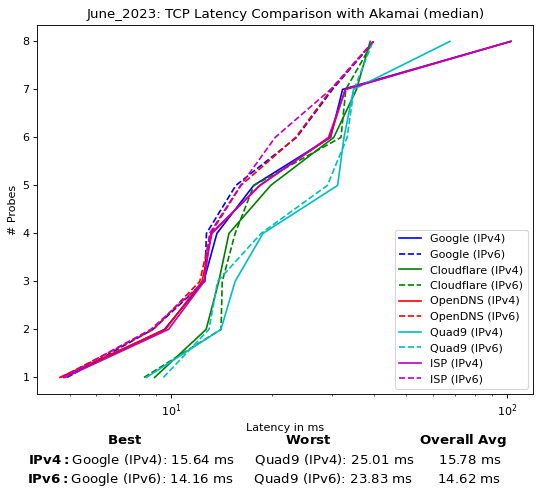 June_2023: TCP Latency Comparison with Akamai (median)
8
7
6
5
4
3
2
1
# Probes
Google (IPv4)
Google (IPv6)
Cloudflare (IPv4)
Cloudflare (IPv6)
OpenDNS (IPv4)
OpenDNS (IPv6)
Quad9 (IPv4)
Quad9 (IPv6)
ISP (IPv4)
ISP (IPv6)
10¹ 10²
Latency in ms
Best Worst Overall Avg
IPv4: Google (IPv4): 15.64 ms Quad9 (IPv4): 25.01 ms 15.78 ms
IPv6: Google (IPv6): 14.16 ms Quad9 (IPv6): 23.83 ms 14.62 ms